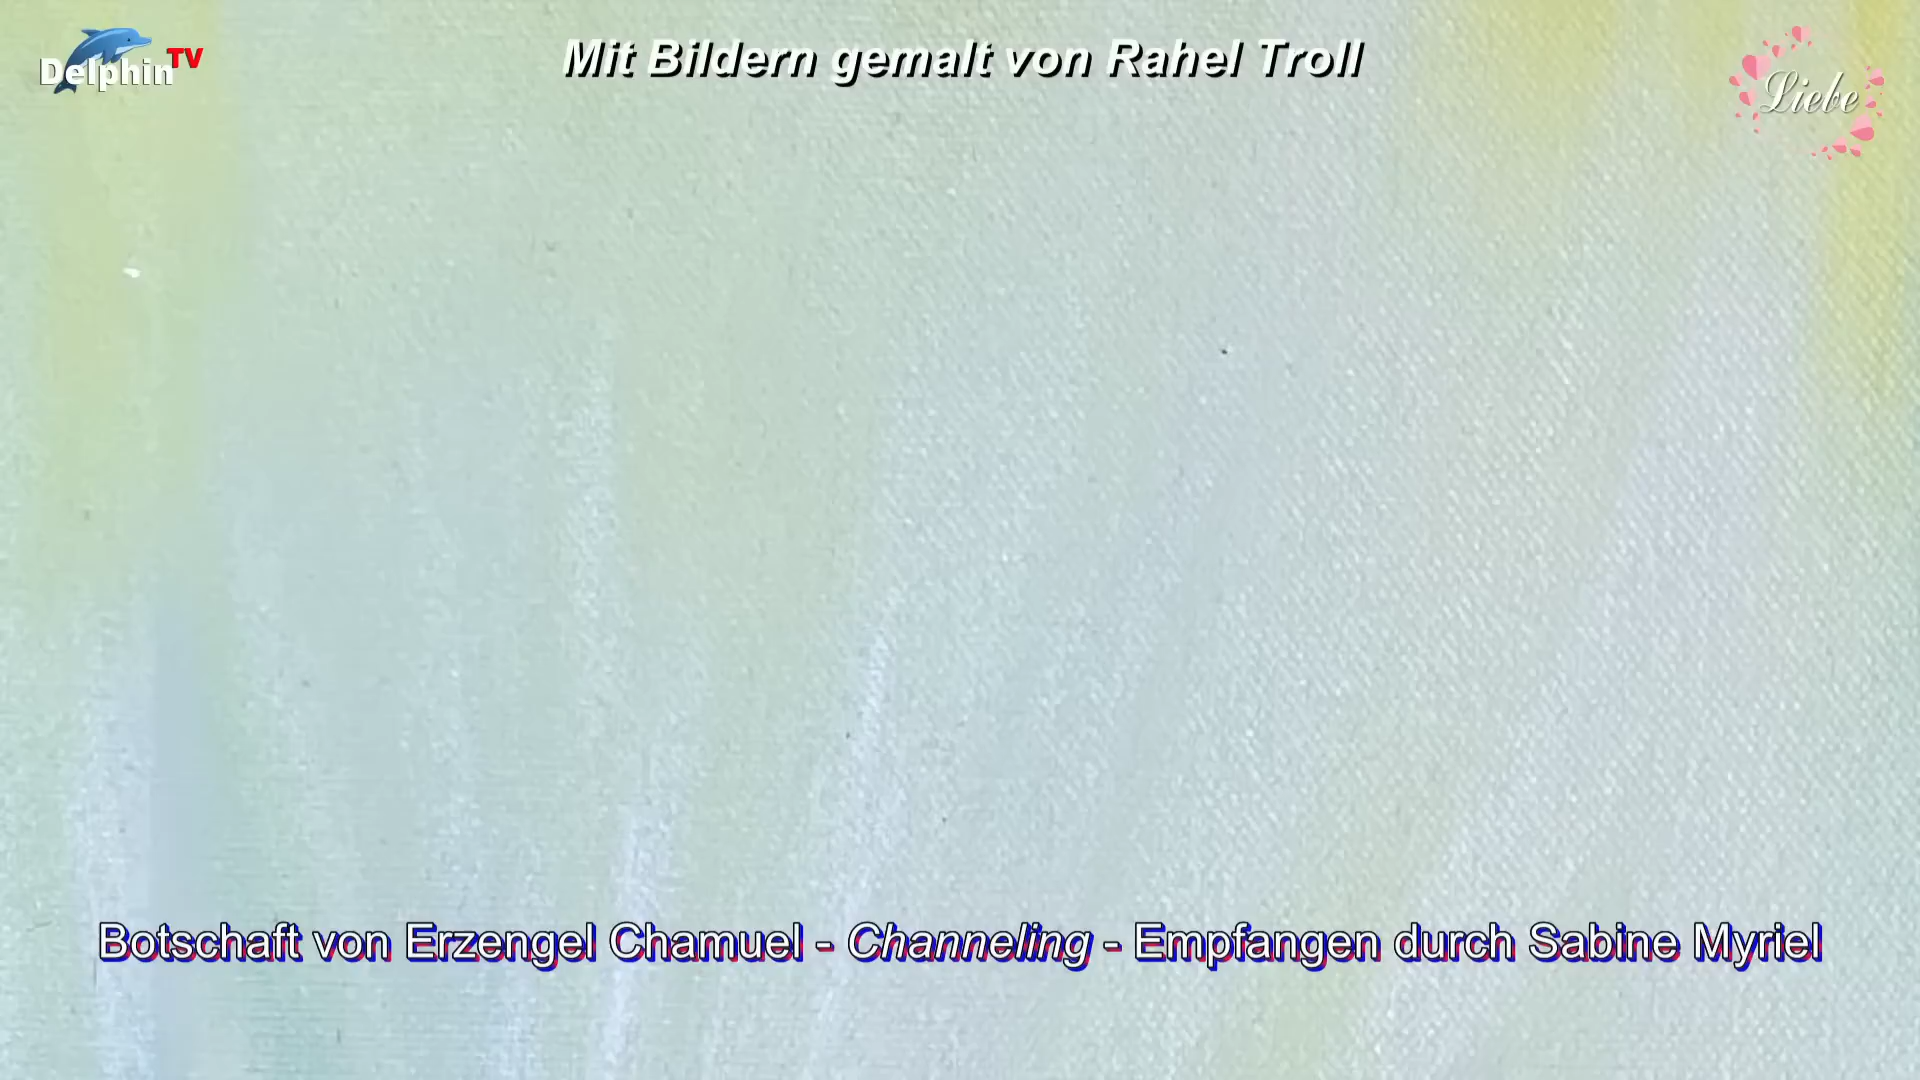 Delphin TV
Mit Bildern gemalt von Rahel Troll
Liebe
Botschaft von Erzengel Chamuel - Channeling - Empfangen durch Sabine Myriel